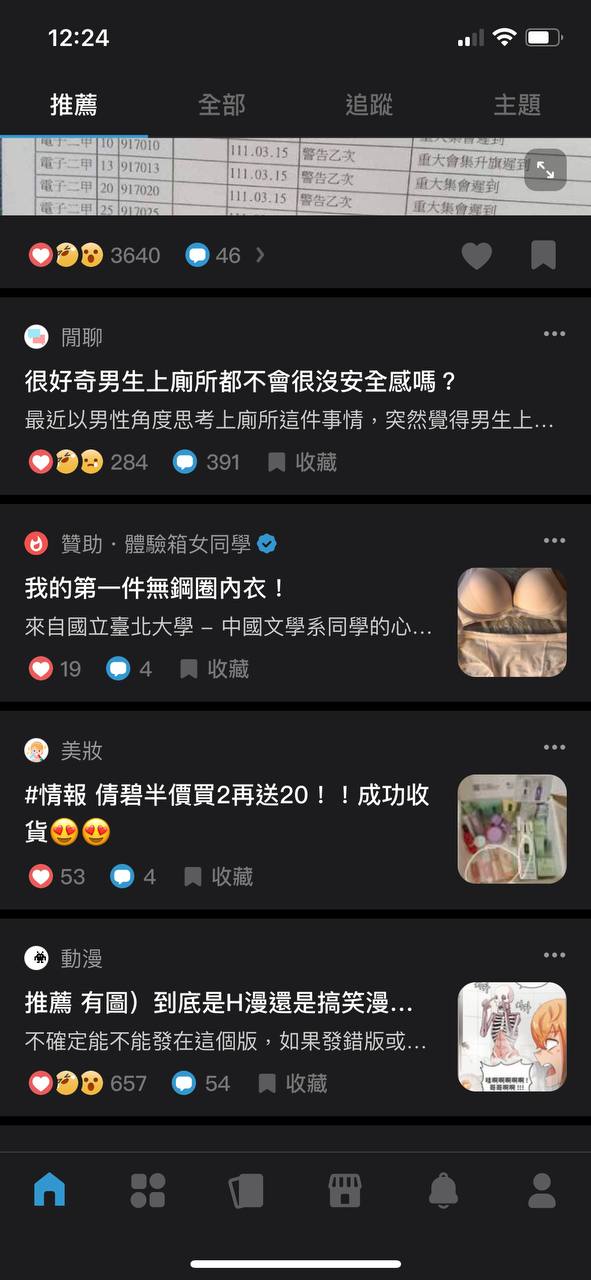 12:24
推薦 全部 追蹤 主題
電子二甲 10 917010 重大集會遲到
電子二甲 13 917013 111.03.15 警告乙次 重大會集升旗遲到
電子二甲 20 917020 111.03.15 警告乙次 重大集會遲到
電子二甲 25 917025 111.03.15 警告乙次 重大集會遲到
3640 46
閒聊
很好奇男生上廁所都不會很沒安全感嗎？
最近以男性角度思考上廁所這件事情，突然覺得男生上...
284 391 收藏
贊助・體驗箱女同學
我的第一件無鋼圈內衣！
來自國立臺北大學 – 中國文學系同學的心...
19 4 收藏
美妝
#情報 倩碧半價買2再送20！！成功收
貨😍😍
53 4 收藏
動漫
推薦 有圖）到底是H漫還是搞笑漫...
不確定能不能發在這個版，如果發錯版或...
657 54 收藏